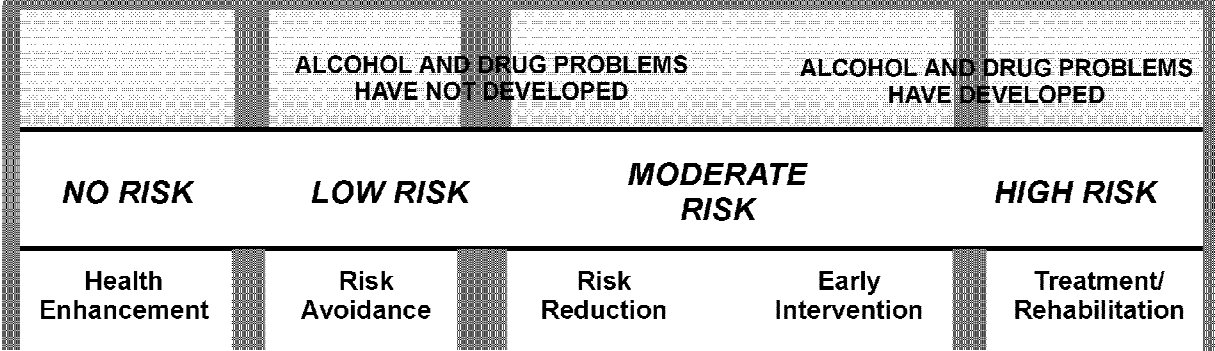 ALCOHOL AND DRUG PROBLEMS
HAVE NOT DEVELOPED
ALCOHOL AND DRUG PROBLEMS
HAVE DEVELOPED
NO RISK
LOW RISK
MODERATE
RISK
HIGH RISK
Health
Enhancement
Risk
Avoidance
Risk
Reduction
Early
Intervention
Treatment/
Rehabilitation